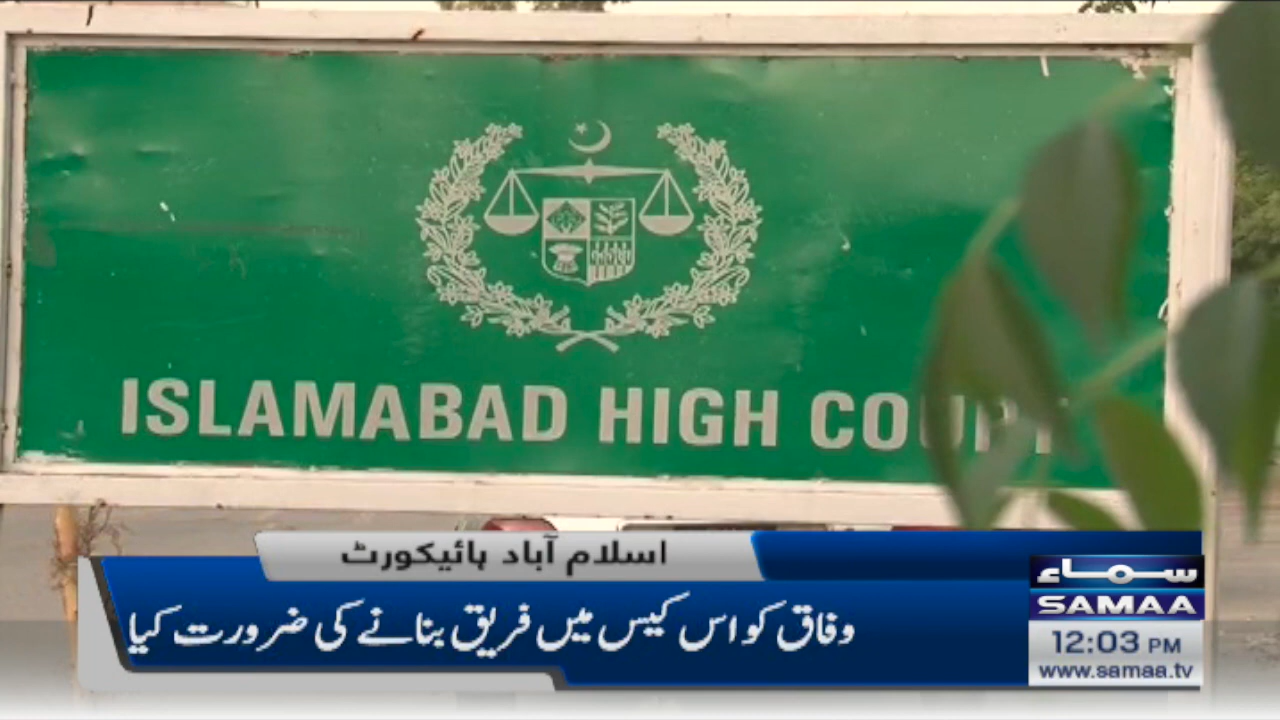 ISLAMABAD HIGH COURT
اسلام آباد ہائیکورٹ
وفاق کو اس کیس میں فریق بنانے کی ضرورت کیا
سماء
SAMAA
12:03 PM
www.samaa.tv